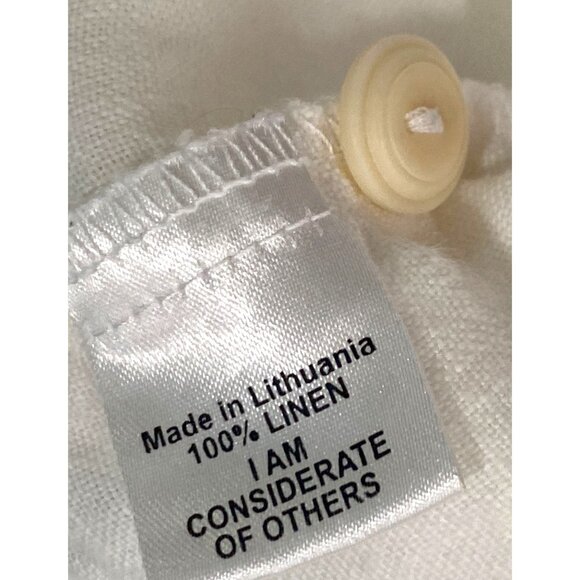 Made in Lithuania
100% LINEN
I AM
CONSIDERATE
OF OTHERS